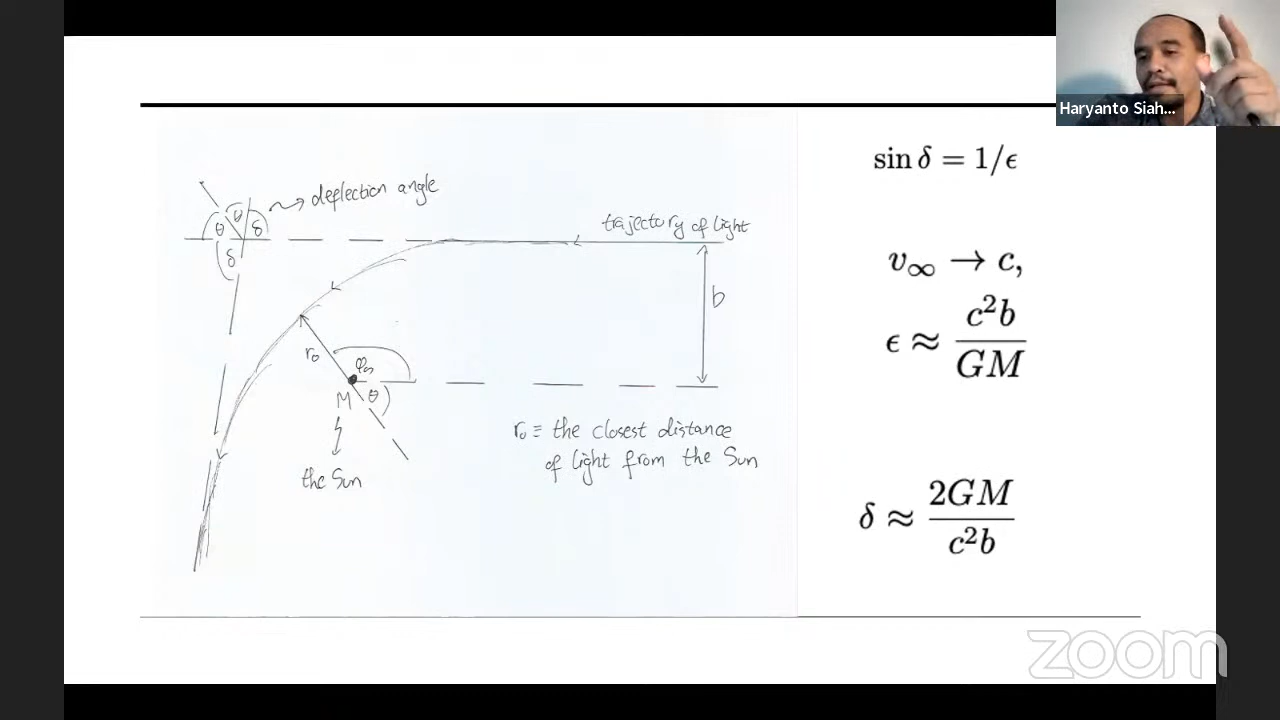 Haryanto Siah...
sin δ = 1/ϵ
deflection angle
θ θ δ
δ
trajectory of light
b
v∞ → c,
ϵ ≈ c²b / GM
r₀
φ₀
M θ
the Sun
r₀ ≡ the closest distance
of light from the Sun
δ ≈ 2GM / c²b
zoom